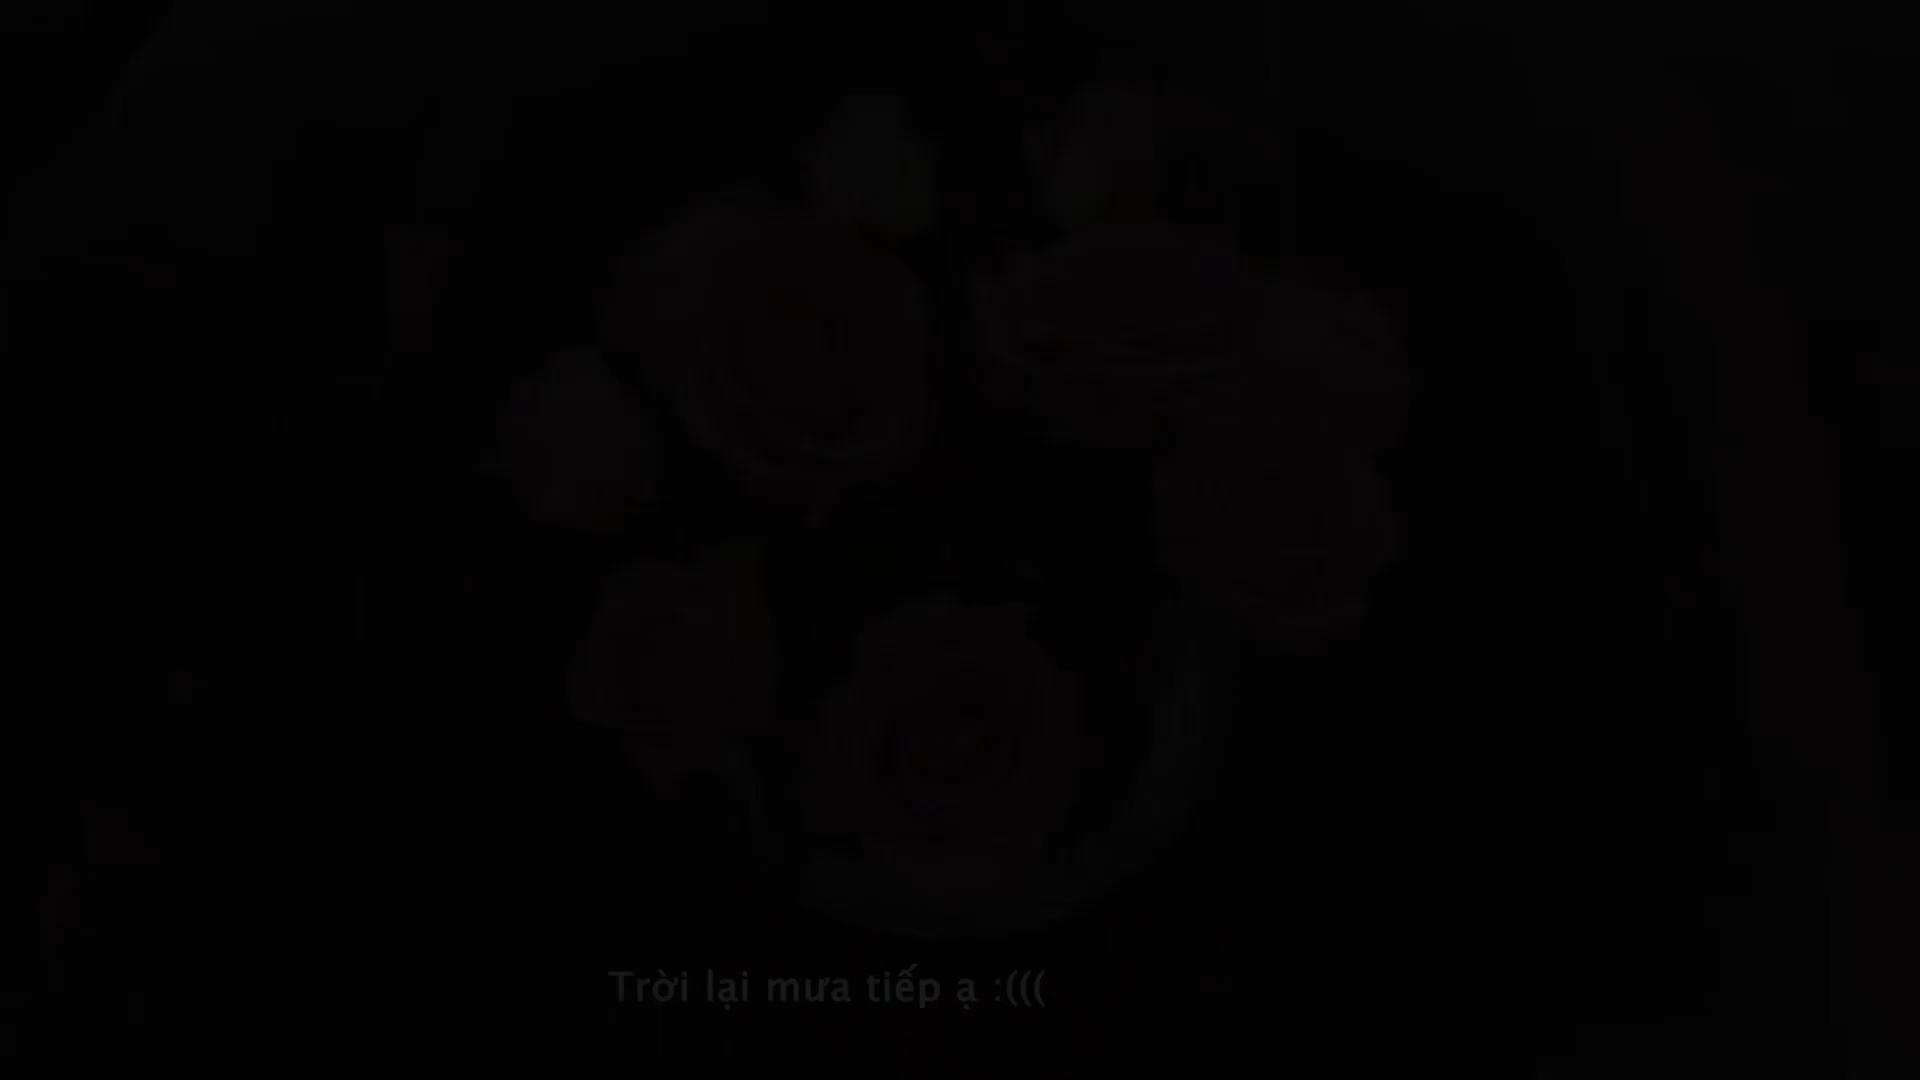 Trời lại mưa tiếp ạ :(((